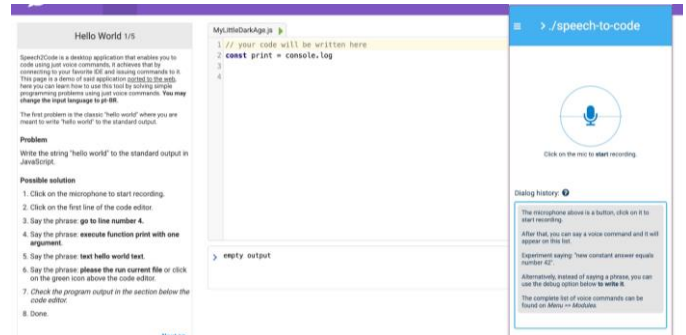 Hello World 1/5
Speech2Code is a desktop application that enables you to
code using just voice commands, it achieves that by
connecting to your favorite IDE and issuing commands to it.
This page is a demo of said application ported to the web,
here you can learn how to use this tool by solving simple
programming problems using just voice commands. You may
change the input language to pt-BR.
The first problem is the classic "hello world" where you are
meant to write "hello world" to the standard output.
Problem
Write the string "hello world" to the standard output in
JavaScript.
Possible solution
1. Click on the microphone to start recording.
2. Click on the first line of the code editor.
3. Say the phrase: go to line number 4.
4. Say the phrase: execute function print with one
argument.
5. Say the phrase: text hello world text.
6. Say the phrase: please the run current file or click
on the green icon above the code editor.
7. Check the program output in the section below the
code editor.
8. Done.
MyLittleDarkAge.js
1 // your code will be written here
2 const print = console.log
3
4
> empty output
> ./speech-to-code
Click on the mic to start recording.
Dialog history:
The microphone above is a button, click on it to
start recording.
After that, you can say a voice command and it will
appear on this list.
Experiment saying: "new constant answer equals
number 42".
Alternatively, instead of saying a phrase, you can
use the debug option below to write it.
The complete list of voice commands can be
found on Menu >> Modules.